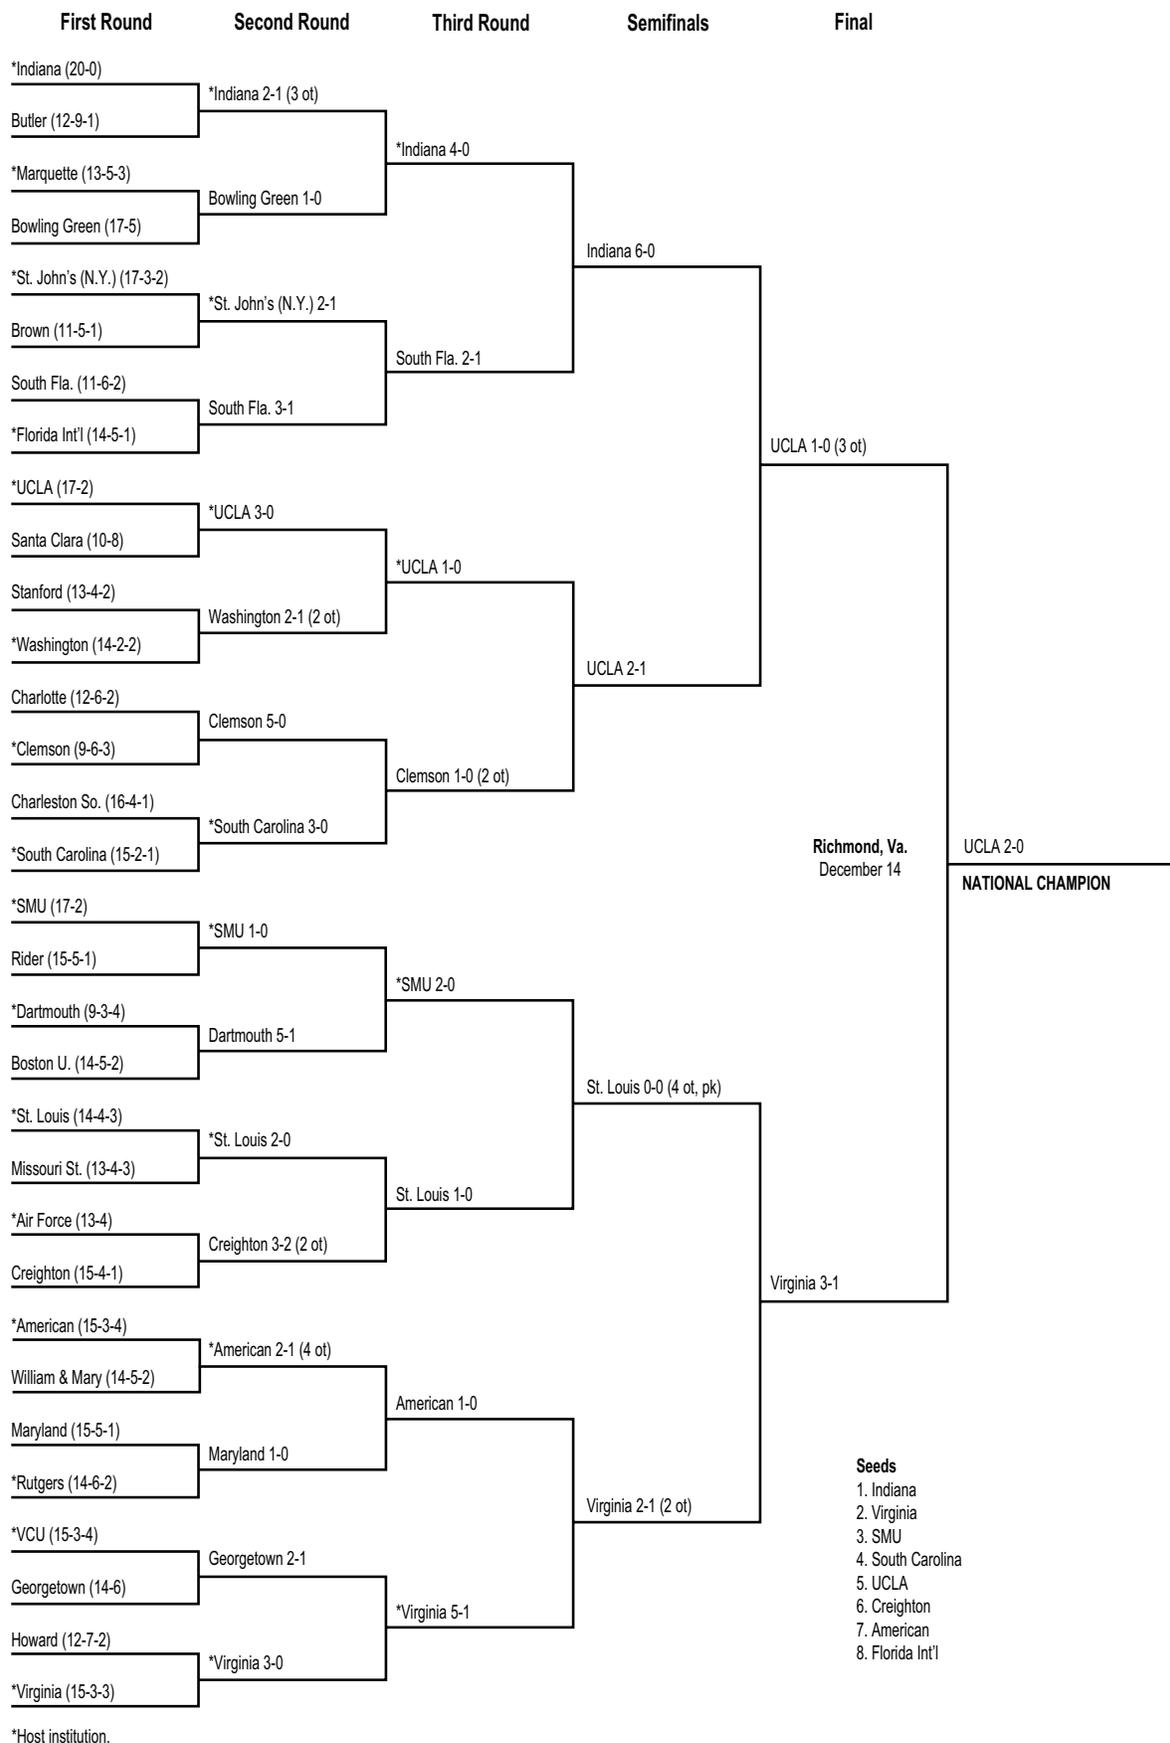 First Round
Second Round
Third Round
Semifinals
Final
*Indiana (20-0)
Butler (12-9-1)
*Marquette (13-5-3)
Bowling Green (17-5)
*St. John’s (N.Y.) (17-3-2)
Brown (11-5-1)
South Fla. (11-6-2)
*Florida Int’l (14-5-1)
*UCLA (17-2)
Santa Clara (10-8)
Stanford (13-4-2)
*Washington (14-2-2)
Charlotte (12-6-2)
*Clemson (9-6-3)
Charleston So. (16-4-1)
*South Carolina (15-2-1)
*SMU (17-2)
Rider (15-5-1)
*Dartmouth (9-3-4)
Boston U. (14-5-2)
*St. Louis (14-4-3)
Missouri St. (13-4-3)
*Air Force (13-4)
Creighton (15-4-1)
*American (15-3-4)
William & Mary (14-5-2)
Maryland (15-5-1)
*Rutgers (14-6-2)
*VCU (15-3-4)
Georgetown (14-6)
Howard (12-7-2)
*Virginia (15-3-3)
*Indiana 2-1 (3 ot)
Bowling Green 1-0
*St. John’s (N.Y.) 2-1
South Fla. 3-1
*UCLA 3-0
Washington 2-1 (2 ot)
Clemson 5-0
*South Carolina 3-0
*SMU 1-0
Dartmouth 5-1
*St. Louis 2-0
Creighton 3-2 (2 ot)
*American 2-1 (4 ot)
Maryland 1-0
Georgetown 2-1
*Virginia 3-0
*Indiana 4-0
South Fla. 2-1
*UCLA 1-0
Clemson 1-0 (2 ot)
*SMU 2-0
St. Louis 1-0
American 1-0
*Virginia 5-1
Indiana 6-0
UCLA 2-1
St. Louis 0-0 (4 ot, pk)
Virginia 2-1 (2 ot)
UCLA 1-0 (3 ot)
Virginia 3-1
Richmond, Va.
December 14
UCLA 2-0
NATIONAL CHAMPION
Seeds
1. Indiana
2. Virginia
3. SMU
4. South Carolina
5. UCLA
6. Creighton
7. American
8. Florida Int’l
*Host institution.